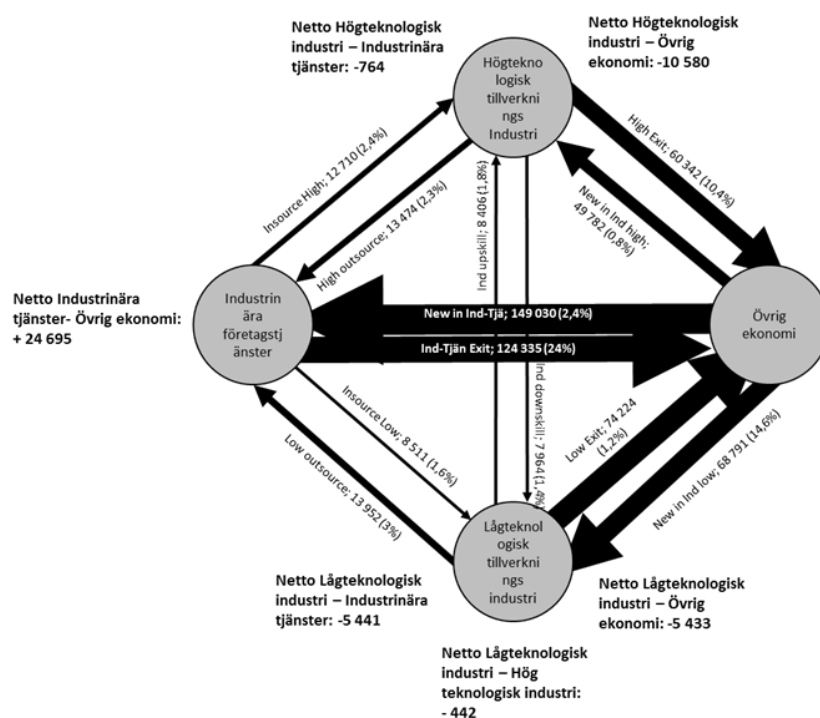 Netto Högteknologisk
industri – Industrinära
tjänster: -764
Netto Högteknologisk
industri – Övrig
ekonomi: -10 580
Högtekno
logisk
tillverkni
ngs
Industri
Insource High; 12 710 (2,4%)
High outsource; 13 474 (2,3%)
Ind upskill; 8 406 (1,8%)
High Exit; 60 342 (10,4%)
New in Ind high;
49 782 (0,8%)
Netto Industrinära
tjänster- Övrig ekonomi:
+ 24 695
Industrin
ära
företagstj
änster
New in Ind-Tjä; 149 030 (2,4%)
Ind-Tjän Exit; 124 335 (24%)
Övrig
ekonomi
Insource Low; 8 511 (1,6%)
Low outsource; 13 952 (3%)
Ind downskill; 7 964 (1,4%)
Low Exit; 74 224
(1,2%)
New in Ind low; 68 791 (14,6%)
Lågteknol
ogisk
tillverkni
ngs
industri
Netto Lågteknologisk
industri – Industrinära
tjänster: -5 441
Netto Lågteknologisk
industri – Övrig
ekonomi: -5 433
Netto Lågteknologisk
industri – Hög
teknologisk industri:
- 442